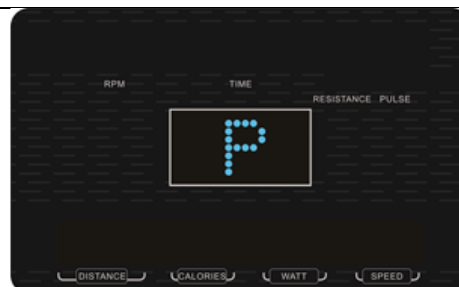 RPM TIME
RESISTANCE PULSE
P
DISTANCE CALORIES WATT SPEED